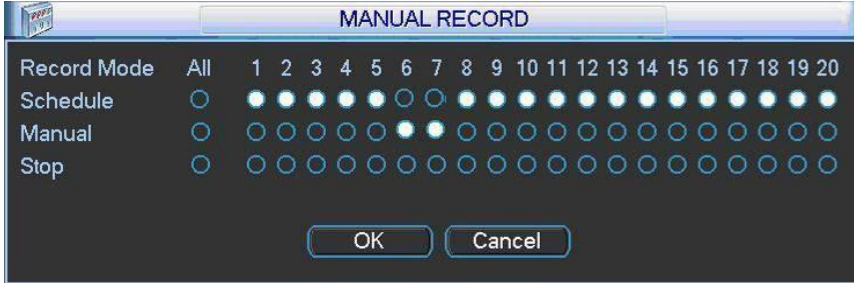 MANUAL RECORD
Record Mode All 1 2 3 4 5 6 7 8 9 10 11 12 13 14 15 16 17 18 19 20
Schedule
Manual
Stop
OK Cancel